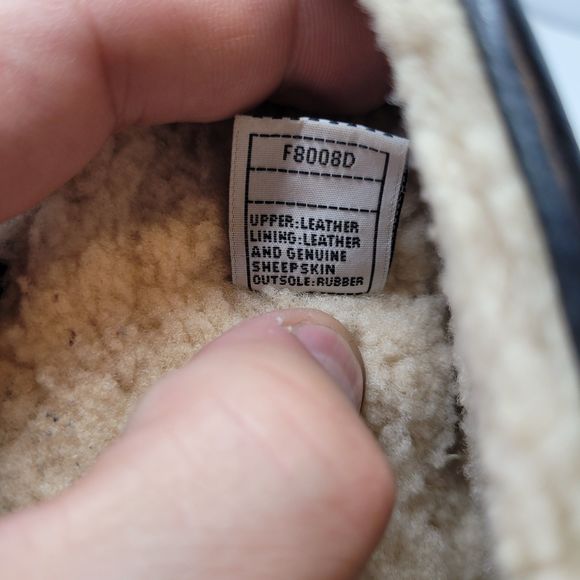 F8008D
UPPER:LEATHER
LINING:LEATHER
AND GENUINE
SHEEPSKIN
OUTSOLE:RUBBER